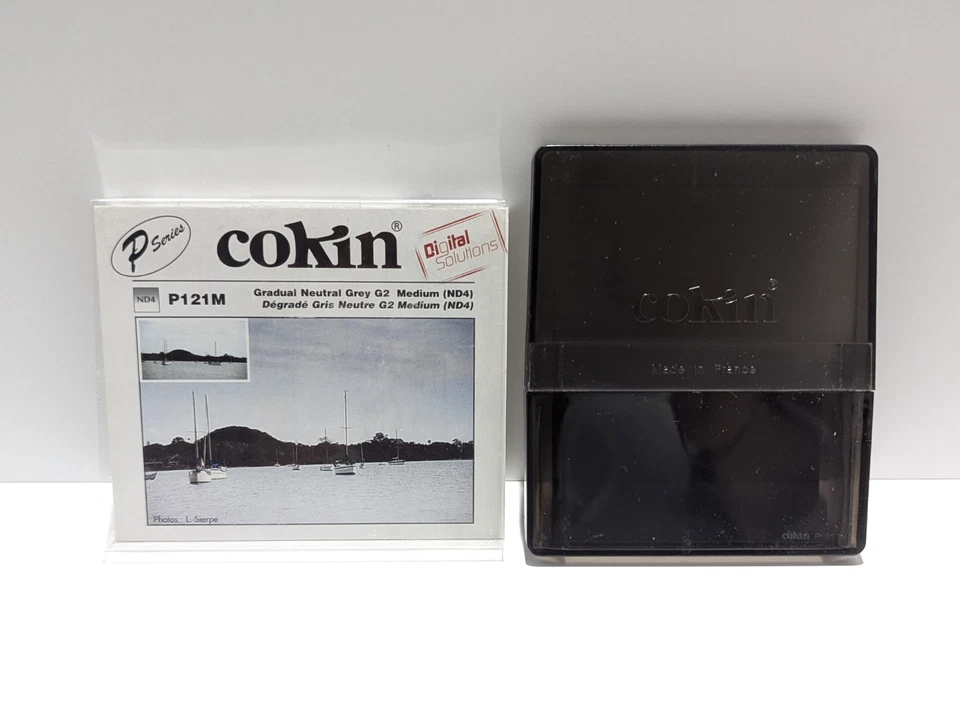 P Series
cokin®
Digital
Solutions
ND4
P121M
Gradual Neutral Grey G2 Medium (ND4)
Dégradé Gris Neutre G2 Medium (ND4)
Photos : L. Sierpe
cokin®
Made in France
cokin